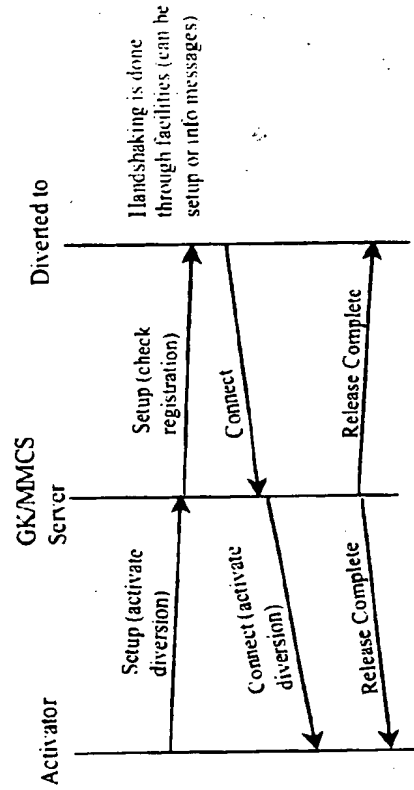 Activator
GK/MMCS
Server
Diverted to
Setup (activate
diversion)
Setup (check
registration)
Handshaking is done
through facilities (can be
setup or info messages)
Connect
Connect (activate
diversion)
Release Complete
Release Complete